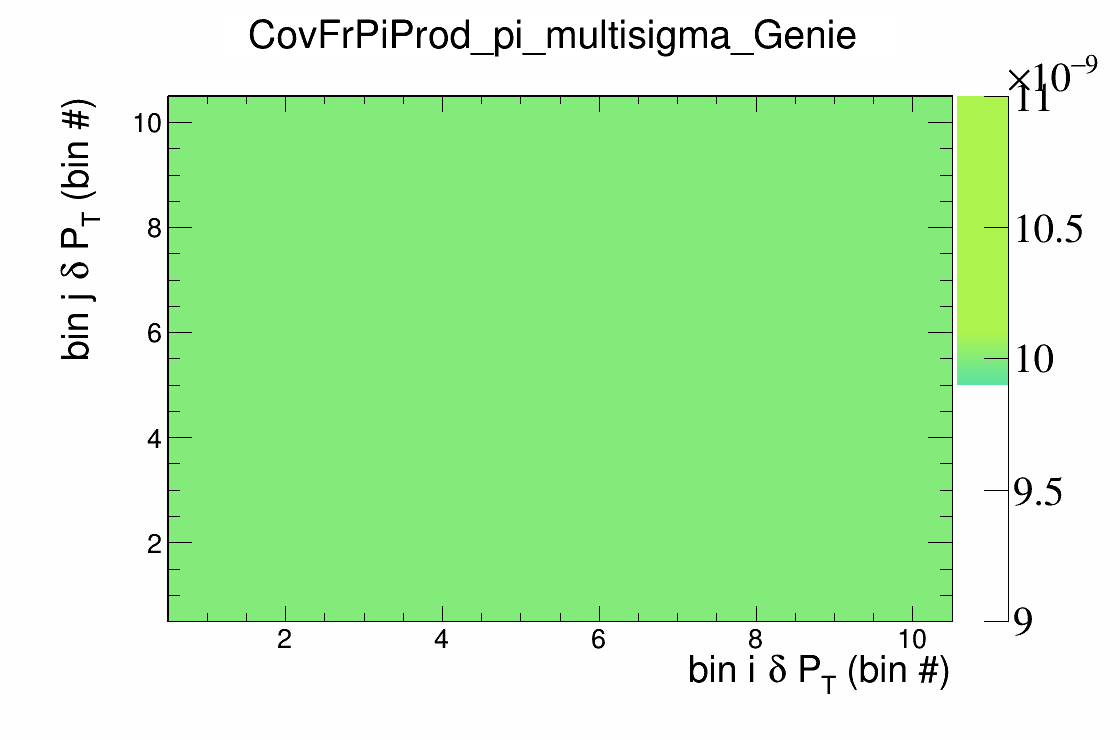 CovFrPiProd_pi_multisigma_Genie
×10⁻⁹
11
10.5
10
9.5
9
bin j δ P_T (bin #)
10
8
6
4
2
2 4 6 8 10
bin i δ P_T (bin #)